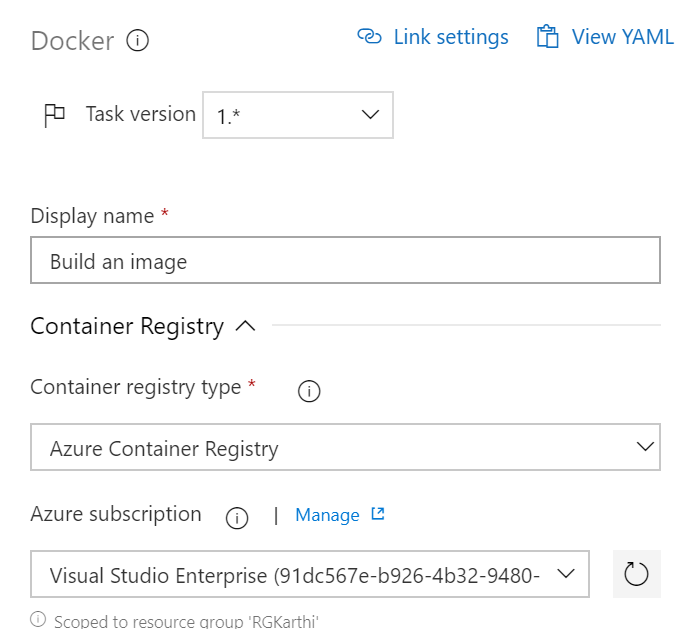 Docker Link settings View YAML
Task version 1.*
Display name *
Build an image
Container Registry
Container registry type *
Azure Container Registry
Azure subscription | Manage
Visual Studio Enterprise (91dc567e-b926-4b32-9480-
Scoped to resource group 'RGKarthi'